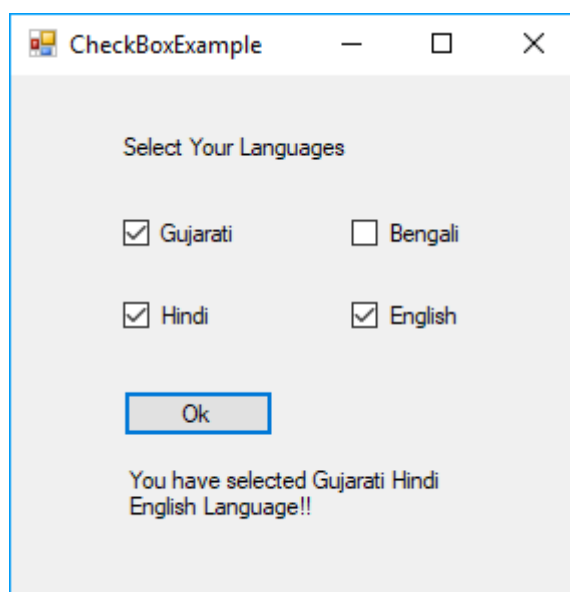 CheckBoxExample
Select Your Languages
Gujarati Bengali
Hindi English
Ok
You have selected Gujarati Hindi
English Language!!